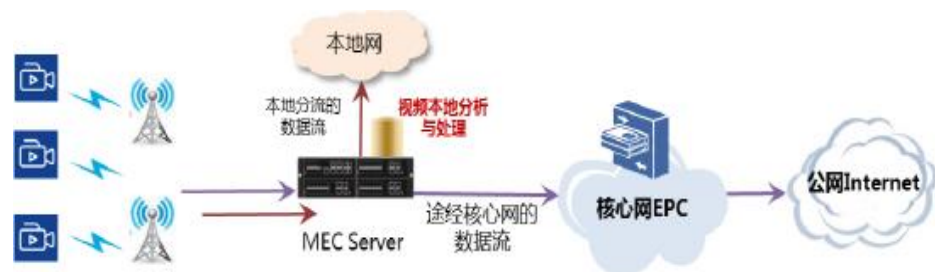 本地网
本地分流的
数据流
视频本地分析
与处理
MEC Server
途经核心网的
数据流
核心网EPC
公网Internet